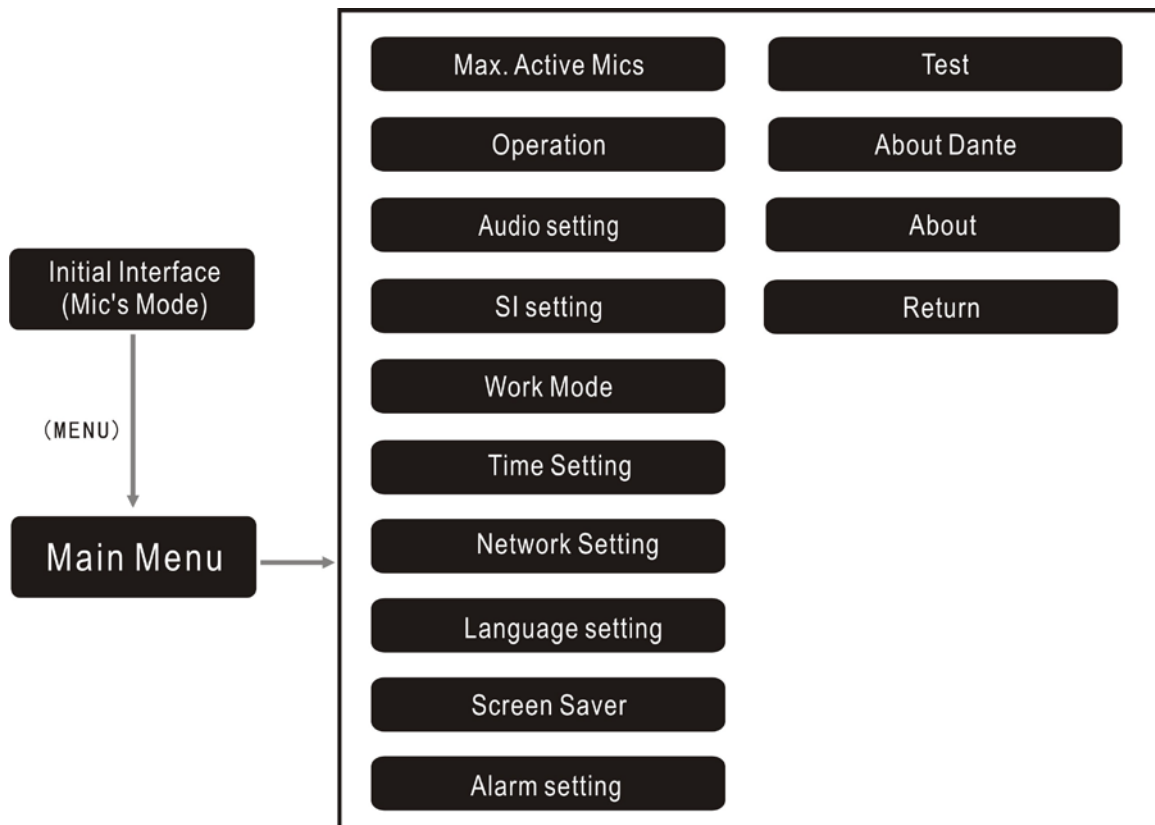 Initial Interface
(Mic's Mode)
(MENU)
Main Menu
Max. Active Mics
Operation
Audio setting
SI setting
Work Mode
Time Setting
Network Setting
Language setting
Screen Saver
Alarm setting
Test
About Dante
About
Return